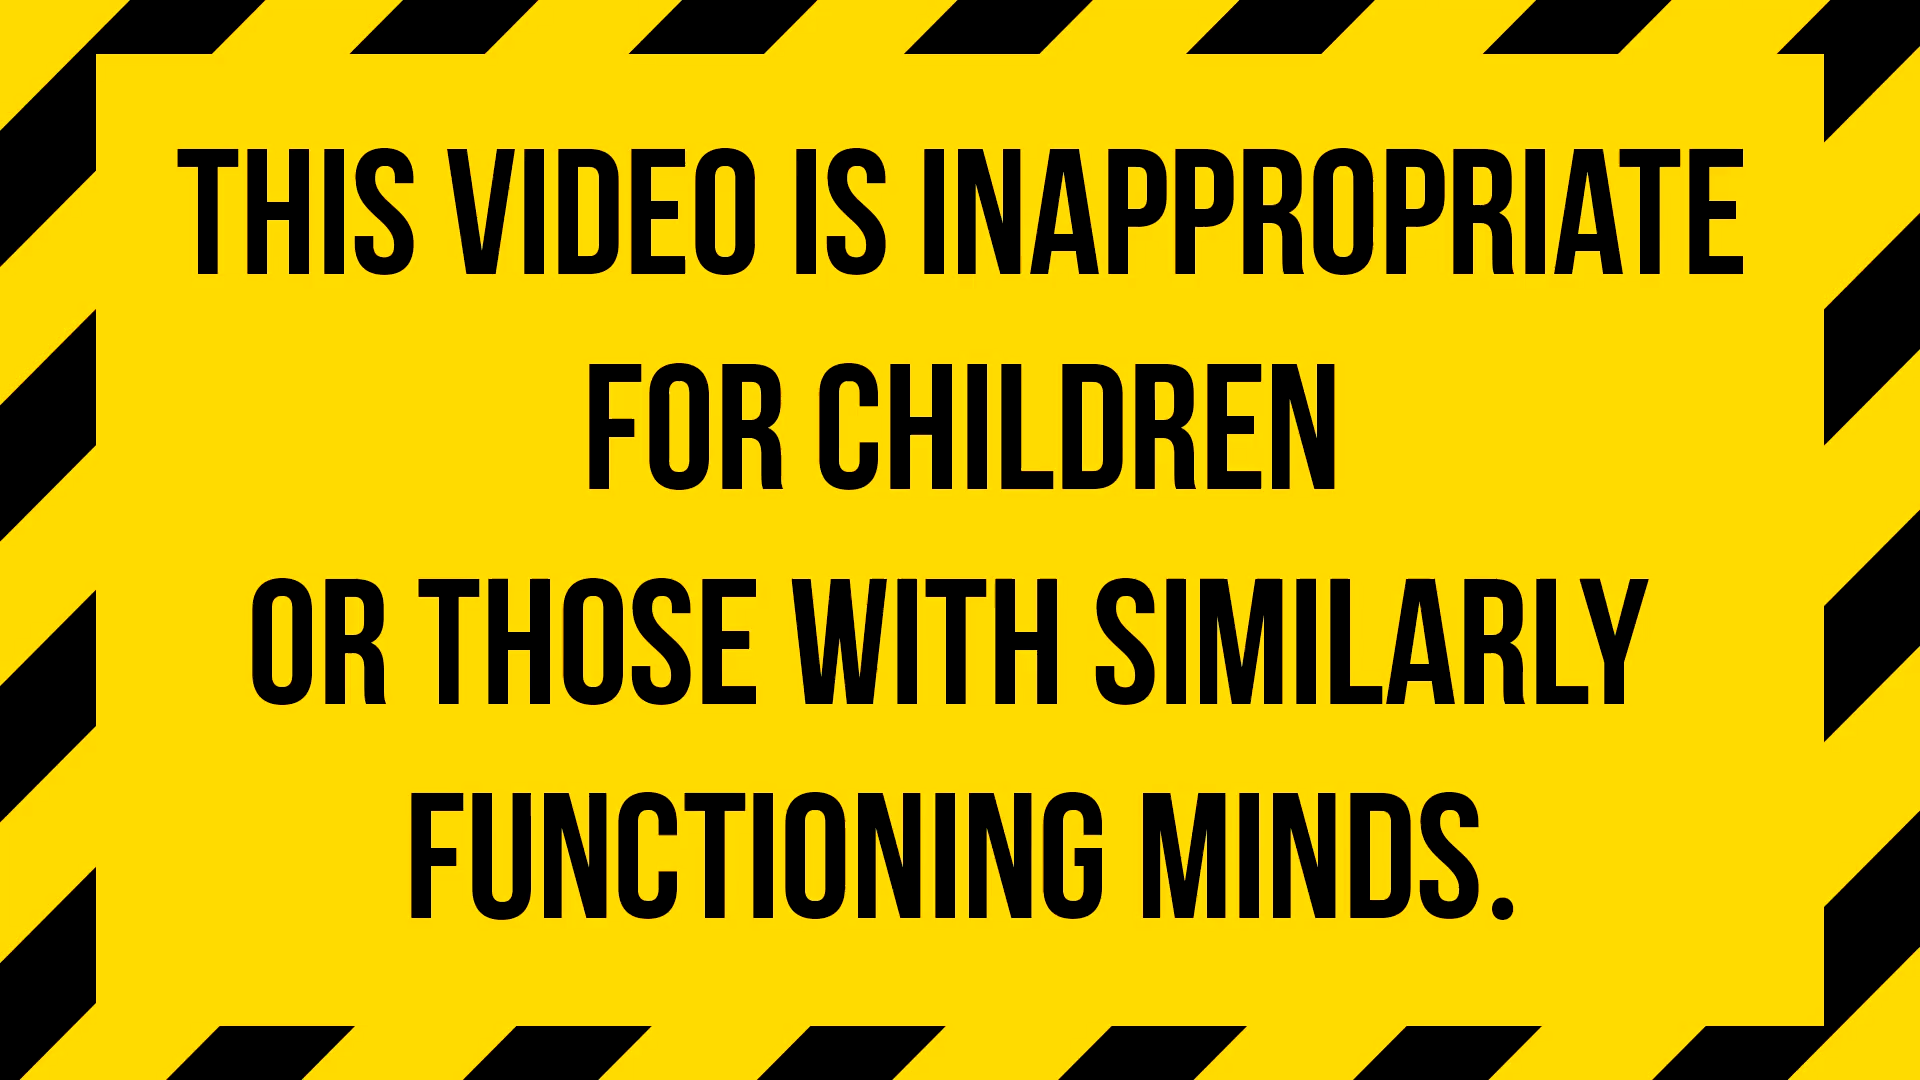 THIS VIDEO IS INAPPROPRIATE
FOR CHILDREN
OR THOSE WITH SIMILARLY
FUNCTIONING MINDS.